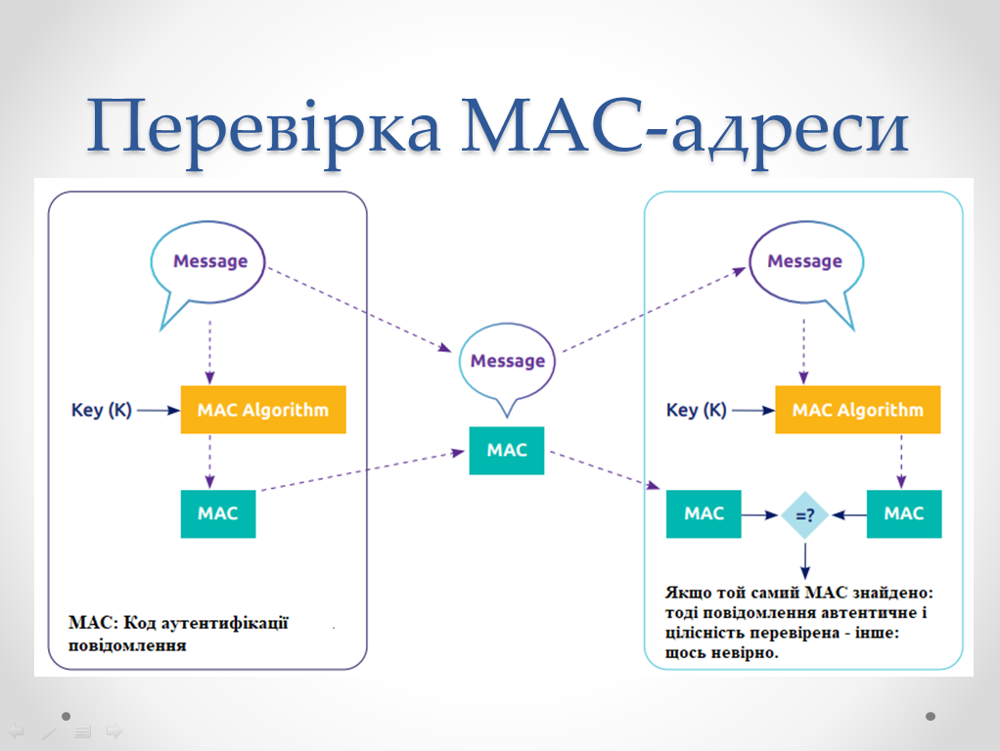 Перевірка MAC-адреси
Message
Key (K)
MAC Algorithm
MAC
MAC: Код аутентифікації
повідомлення
Message
MAC
Message
Key (K)
MAC Algorithm
MAC
=?
MAC
Якщо той самий MAC знайдено:
тоді повідомлення автентичне і
цілісність перевірена - інше:
щось невірно.